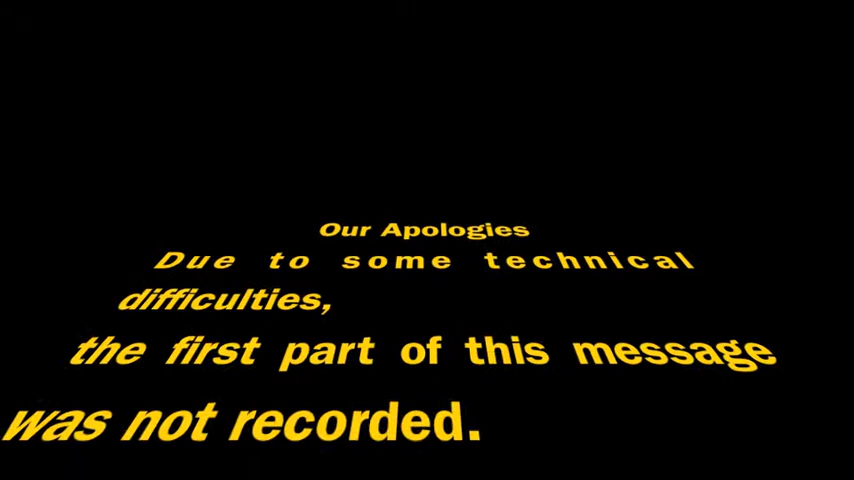 Our Apologies
Due to some technical
difficulties,
the first part of this message
was not recorded.